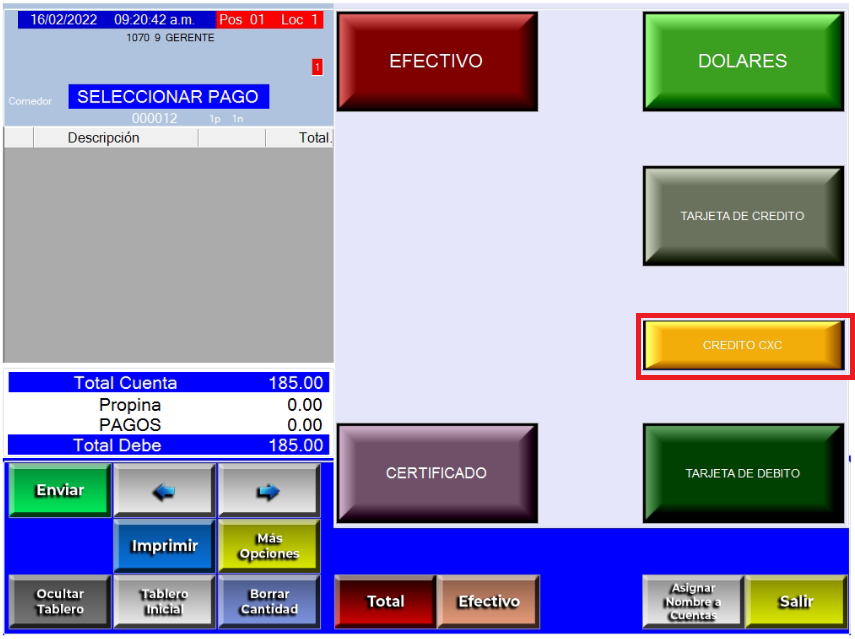 16/02/2022 09:20:42 a.m. Pos 01 Loc 1
1070 9 GERENTE
1
Comedor SELECCIONAR PAGO
000012 1p 1n
Descripción Total.
Total Cuenta 185.00
Propina 0.00
PAGOS 0.00
Total Debe 185.00
EFECTIVO
DOLARES
TARJETA DE CREDITO
CREDITO CXC
CERTIFICADO
TARJETA DE DEBITO
Enviar
Imprimir
Más
Opciones
Ocultar
Tablero
Tablero
Inicial
Borrar
Cantidad
Total
Efectivo
Asignar
Nombre a
Cuentas
Salir